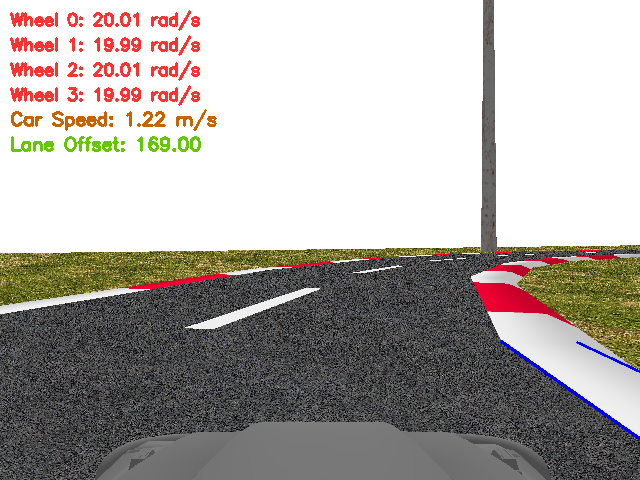 Wheel 0: 20.01 rad/s
Wheel 1: 19.99 rad/s
Wheel 2: 20.01 rad/s
Wheel 3: 19.99 rad/s
Car Speed: 1.22 m/s
Lane Offset: 169.00